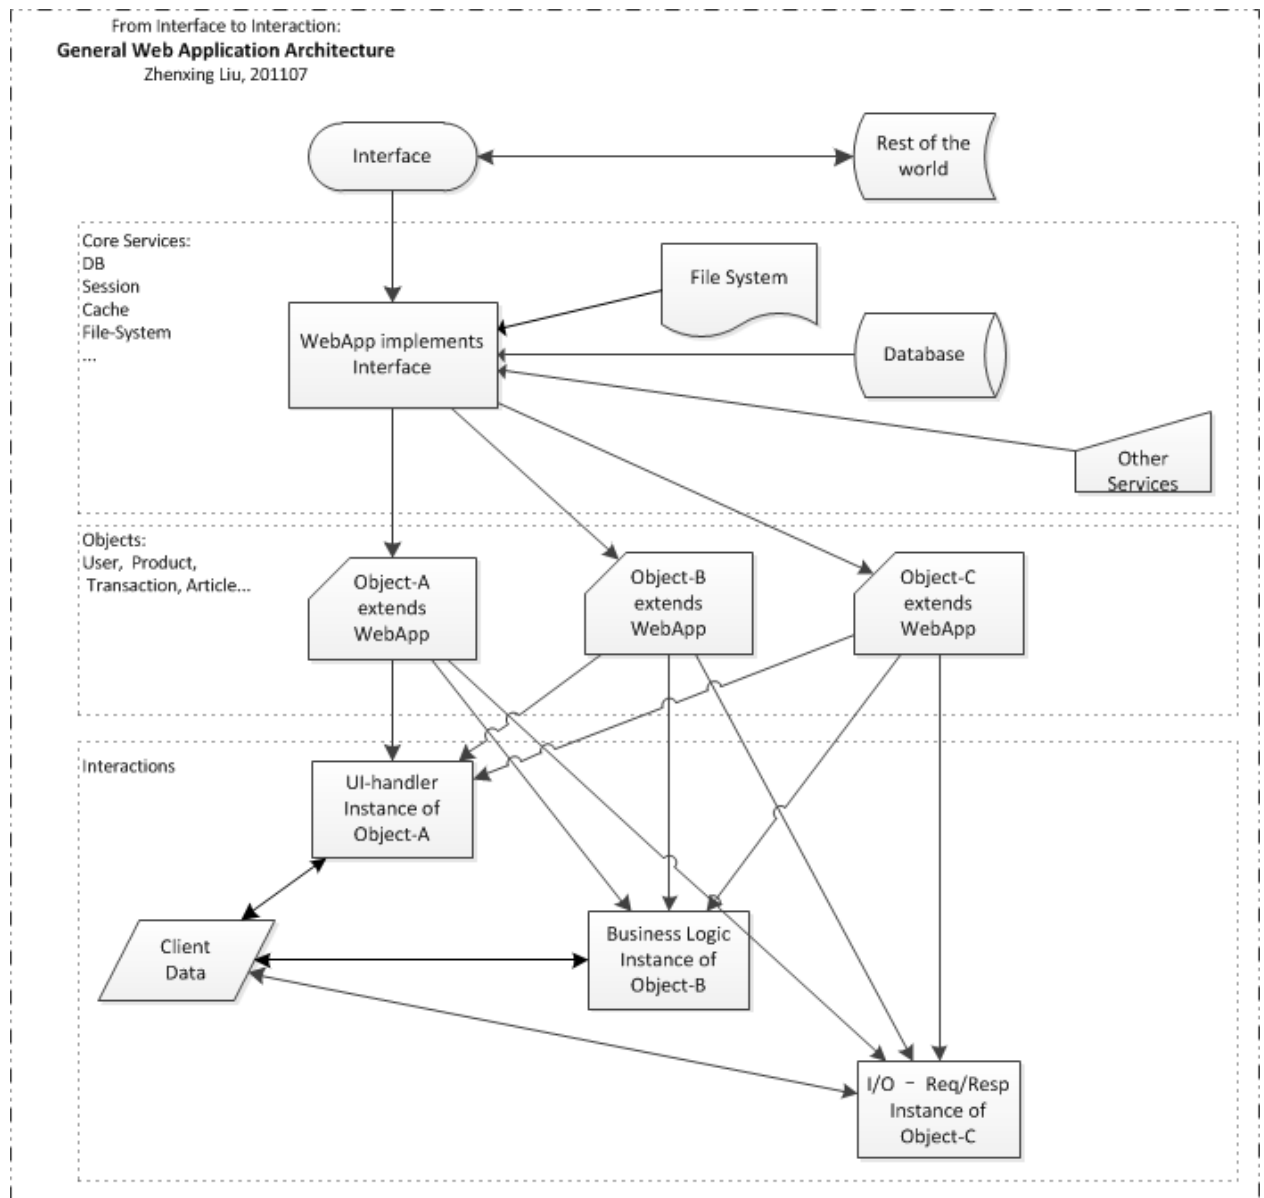 From Interface to Interaction:
General Web Application Architecture
Zhenxing Liu, 201107
Interface
Rest of the
world
Core Services:
DB
Session
Cache
File-System
...
File System
WebApp implements
Interface
Database
Other
Services
Objects:
User, Product,
Transaction, Article...
Object-A
extends
WebApp
Object-B
extends
WebApp
Object-C
extends
WebApp
Interactions
UI-handler
Instance of
Object-A
Client
Data
Business Logic
Instance of
Object-B
I/O – Req/Resp
Instance of
Object-C